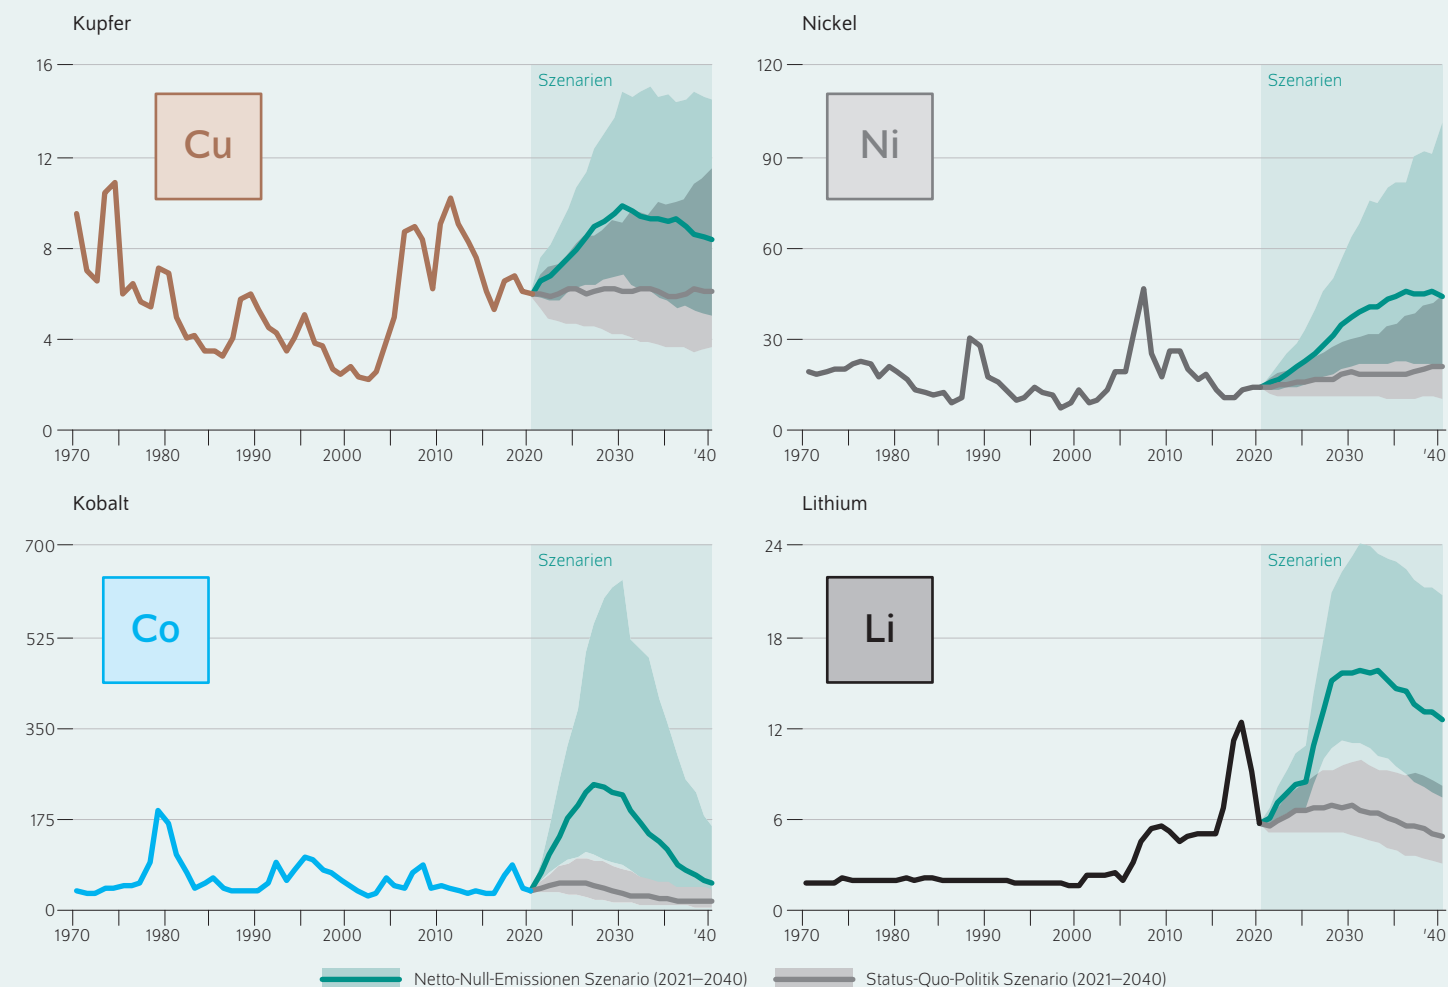 Kupfer
16
12
8
4
0
Cu
Szenarien
1970 1980 1990 2000 2010 2020 2030 '40
Nickel
120
90
60
30
0
Ni
Szenarien
1970 1980 1990 2000 2010 2020 2030 '40
Kobalt
700
525
350
175
0
Co
Szenarien
1970 1980 1990 2000 2010 2020 2030 '40
Lithium
24
18
12
6
0
Li
Szenarien
1970 1980 1990 2000 2010 2020 2030 '40
Netto-Null-Emissionen Szenario (2021–2040) Status-Quo-Politik Szenario (2021–2040)